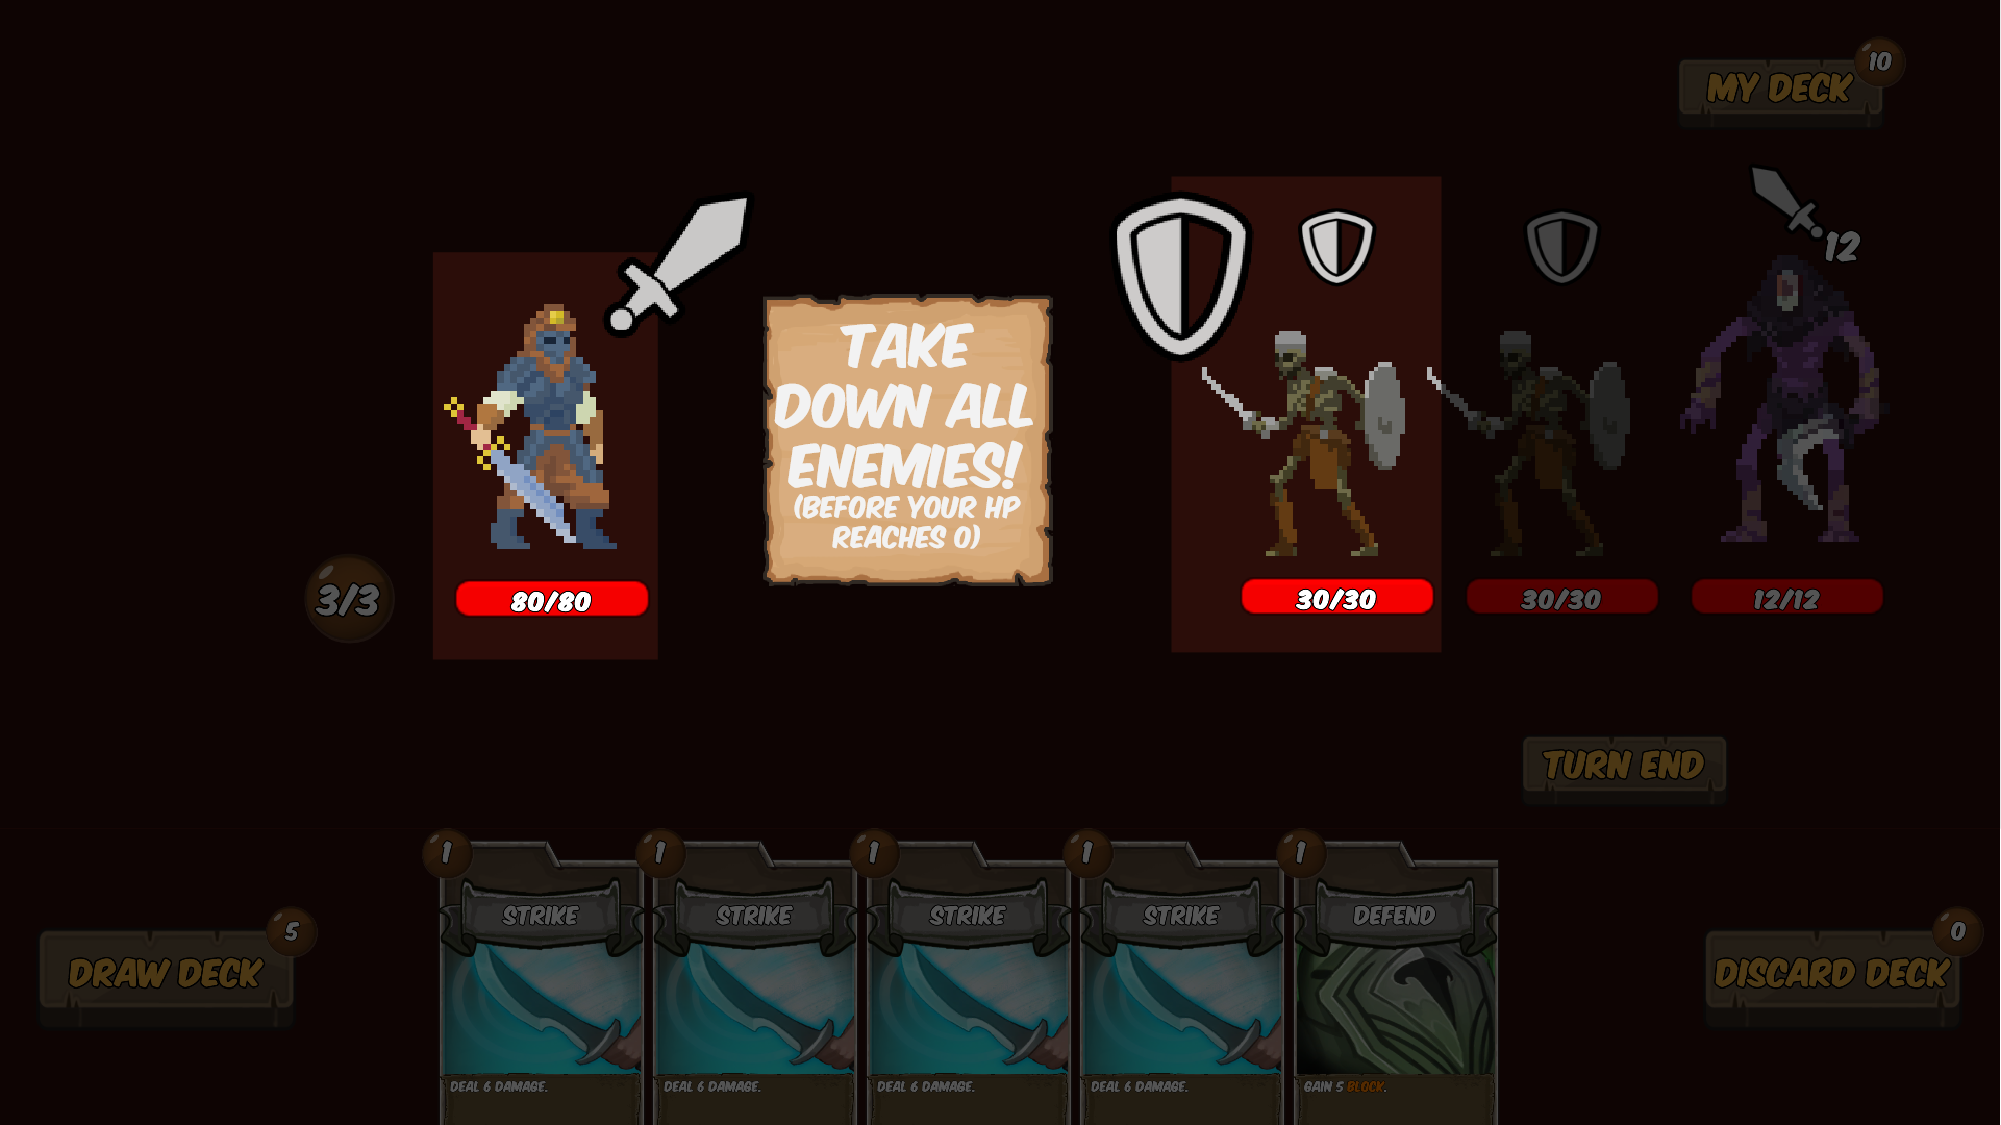 10
MY DECK
12
TAKE
DOWN ALL
ENEMIES!
(BEFORE YOUR HP
REACHES 0)
3/3
80/80
30/30
30/30
12/12
TURN END
1
1
1
1
1
STRIKE
STRIKE
STRIKE
STRIKE
DEFEND
5
DRAW DECK
0
DISCARD DECK
DEAL 6 DAMAGE.
DEAL 6 DAMAGE.
DEAL 6 DAMAGE.
DEAL 6 DAMAGE.
GAIN 5 BLOCK.